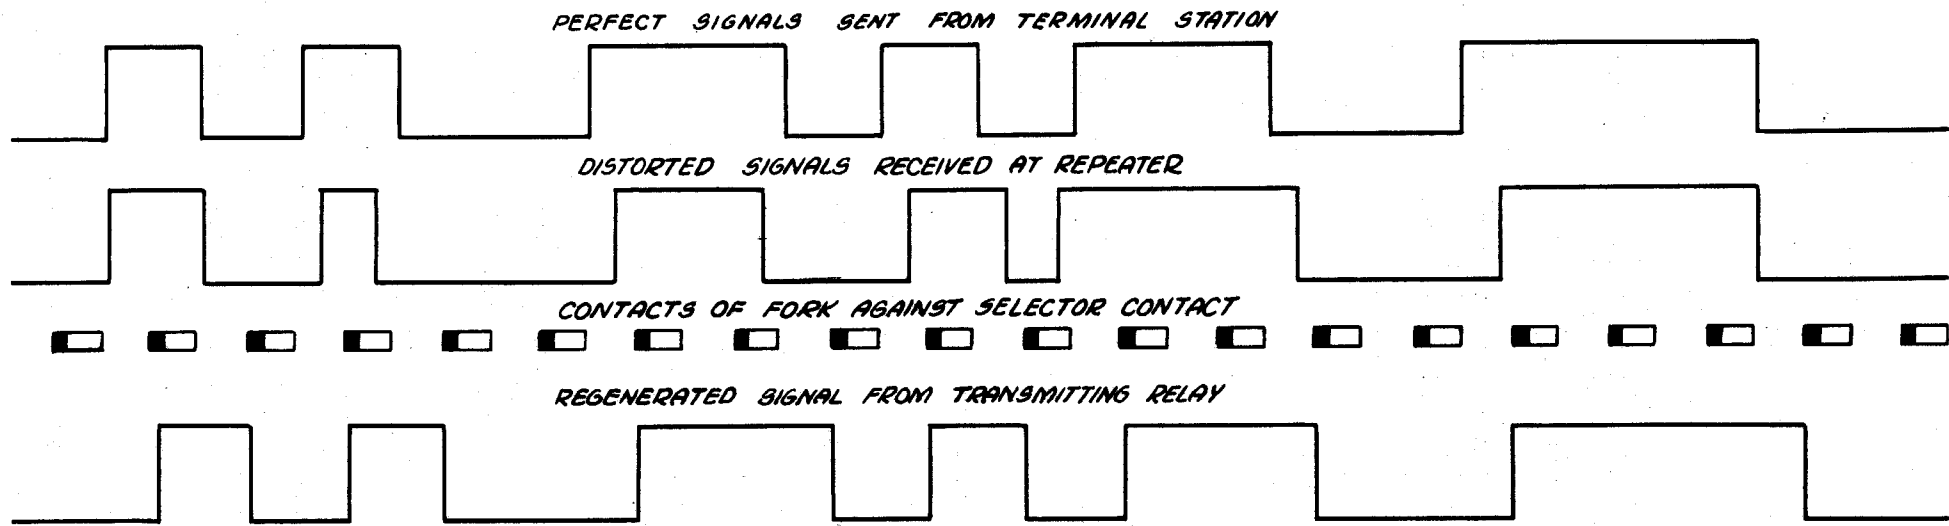 PERFECT SIGNALS SENT FROM TERMINAL STATION
DISTORTED SIGNALS RECEIVED AT REPEATER
CONTACTS OF FORK AGAINST SELECTOR CONTACT
REGENERATED SIGNAL FROM TRANSMITTING RELAY